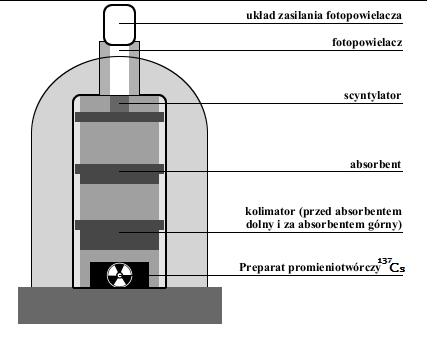 układ zasilania fotopowielacza
fotopowielacz
scyntylator
absorbent
kolimator (przed absorbentem
dolny i za absorbentem górny)
Preparat promieniotwórczy ¹³⁷Cs